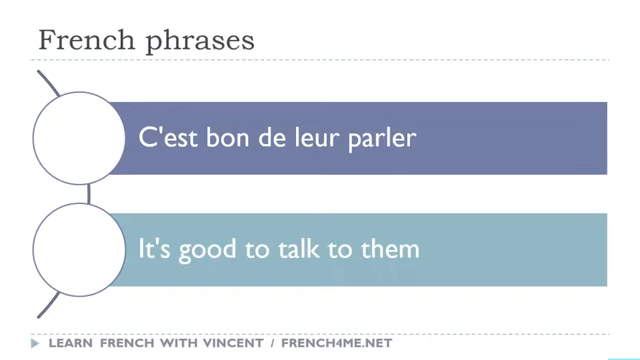 French phrases
C'est bon de leur parler
It's good to talk to them
LEARN FRENCH WITH VINCENT / FRENCH4ME.NET